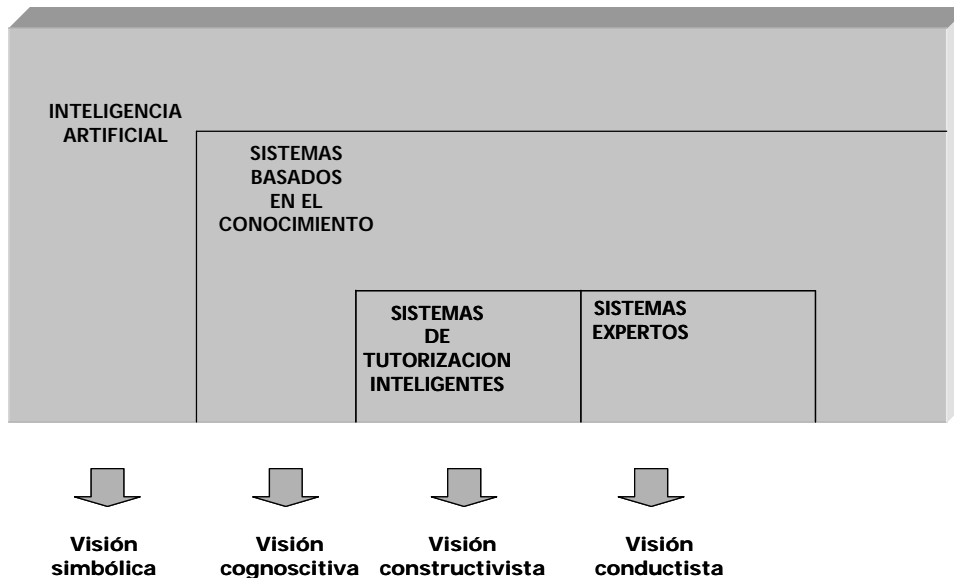 INTELIGENCIA
ARTIFICIAL
SISTEMAS
BASADOS
EN EL
CONOCIMIENTO
SISTEMAS
DE
TUTORIZACION
INTELIGENTES
SISTEMAS
EXPERTOS
Visión
simbólica
Visión
cognoscitiva
Visión
constructivista
Visión
conductista